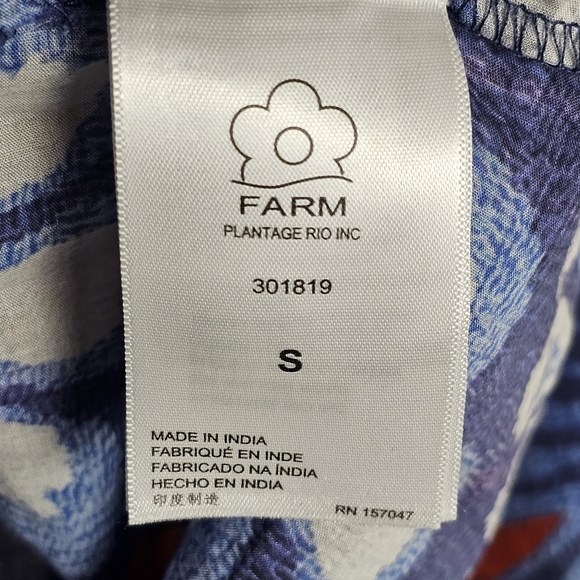 FARM
PLANTAGE RIO INC
301819
S
MADE IN INDIA
FABRIQUÉ EN INDE
FABRICADO NA ÍNDIA
HECHO EN INDIA
印度制造
RN 157047